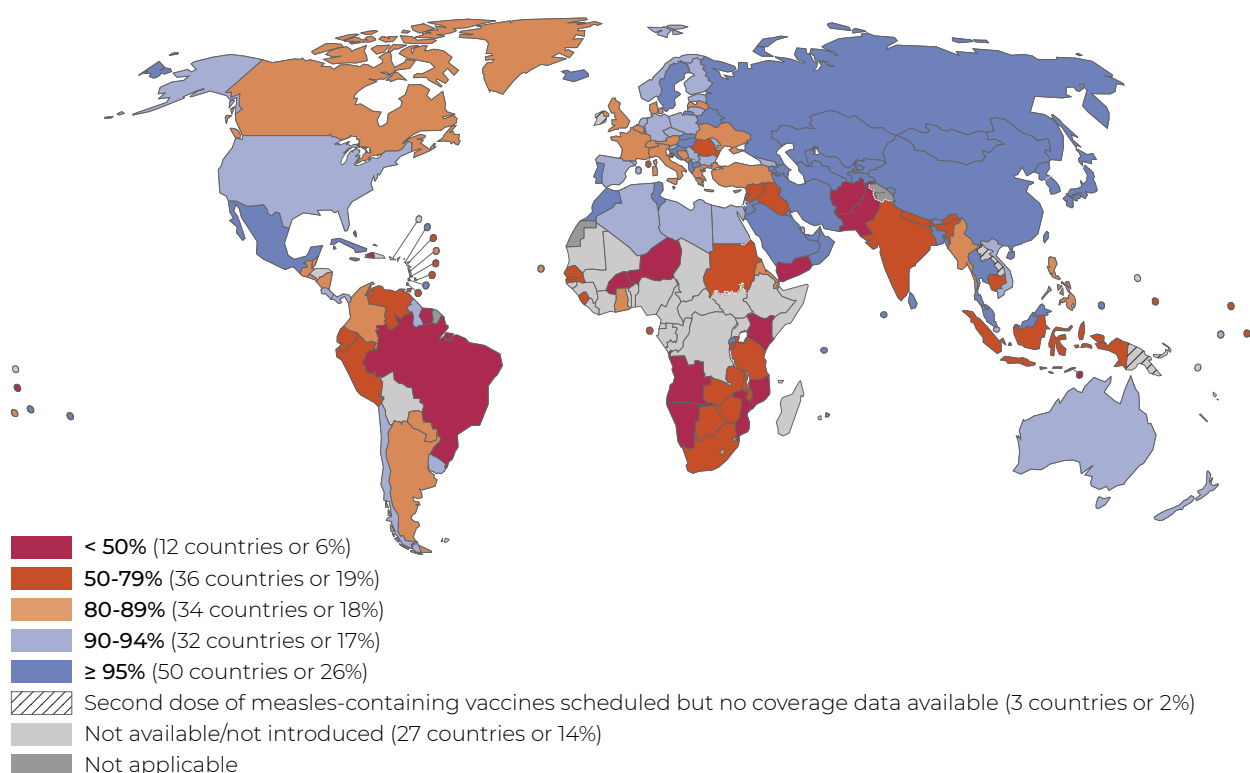 < 50% (12 countries or 6%)
50-79% (36 countries or 19%)
80-89% (34 countries or 18%)
90-94% (32 countries or 17%)
≥ 95% (50 countries or 26%)
Second dose of measles-containing vaccines scheduled but no coverage data available (3 countries or 2%)
Not available/not introduced (27 countries or 14%)
Not applicable